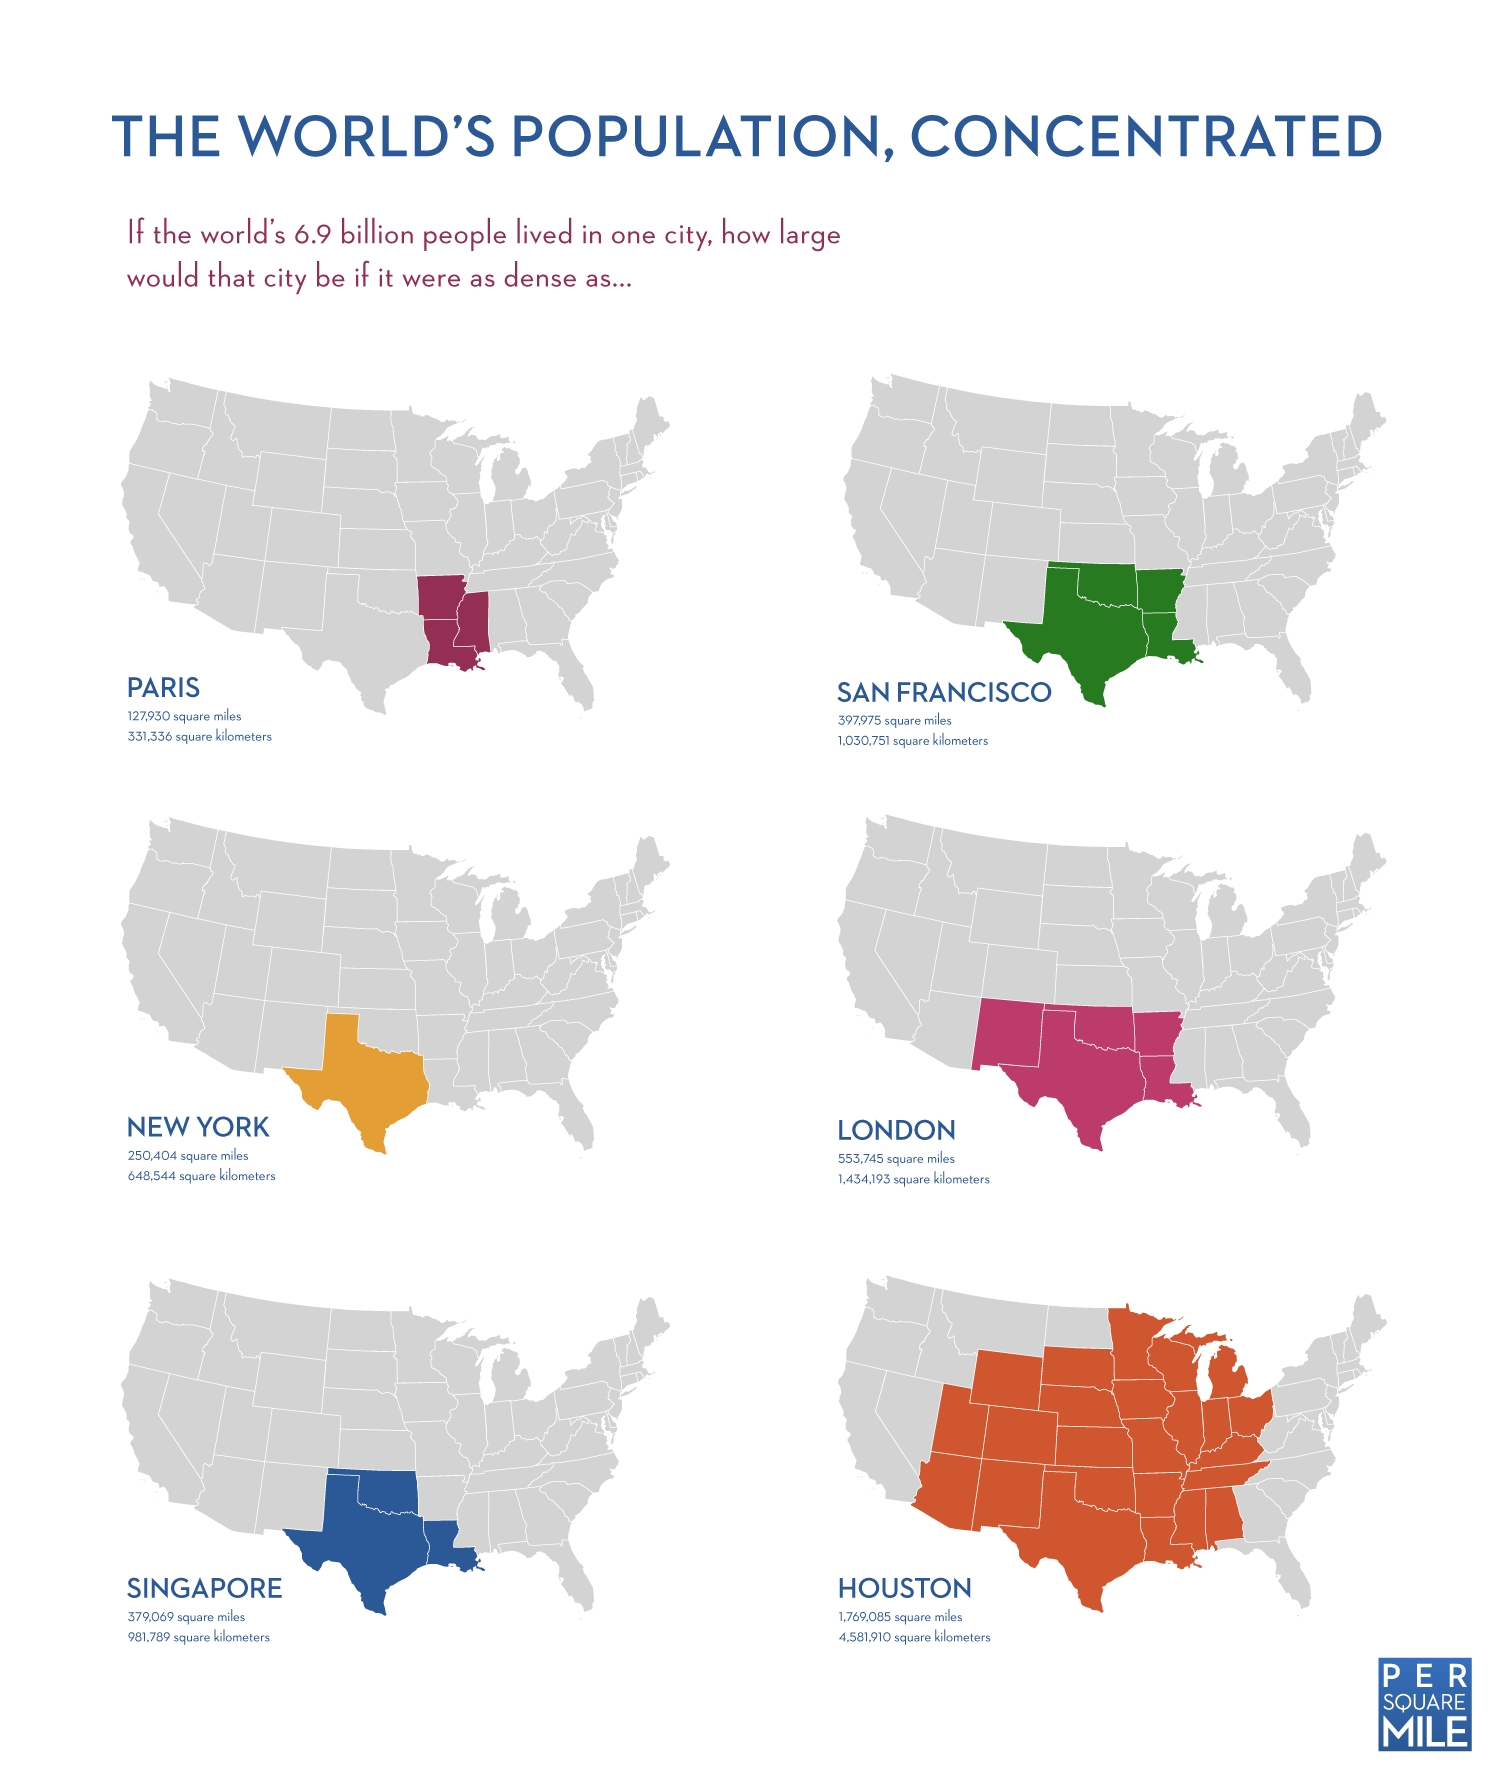 THE WORLD'S POPULATION, CONCENTRATED
If the world's 6.9 billion people lived in one city, how large
would that city be if it were as dense as...
PARIS
127,930 square miles
331,336 square kilometers
SAN FRANCISCO
397,975 square miles
1,030,751 square kilometers
NEW YORK
250,404 square miles
648,544 square kilometers
LONDON
553,745 square miles
1,434,193 square kilometers
SINGAPORE
379,069 square miles
981,789 square kilometers
HOUSTON
1,769,085 square miles
4,581,910 square kilometers
PER
SQUARE
MILE